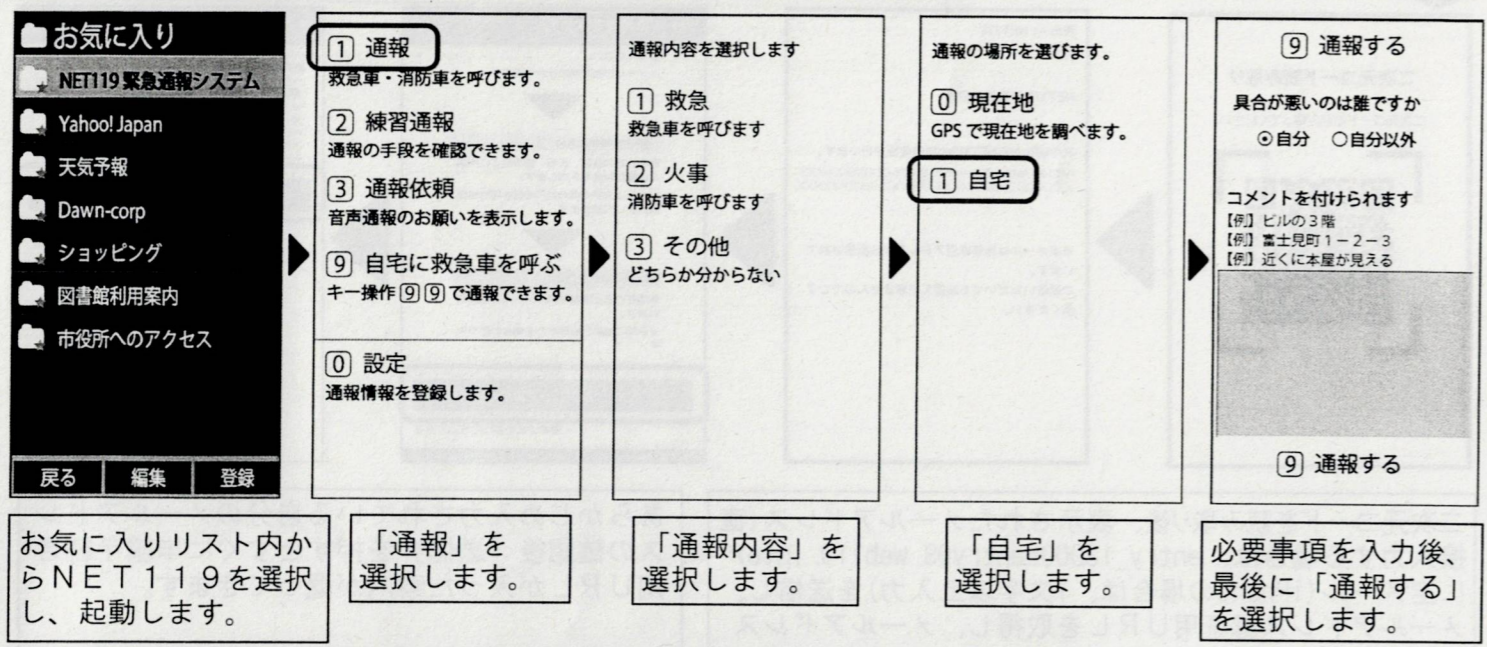 お気に入り
NET119 緊急通報システム
Yahoo! Japan
天気予報
Dawn-corp
ショッピング
図書館利用案内
市役所へのアクセス
戻る 編集 登録
お気に入りリスト内か
らNET119を選択
し、起動します。
1 通報
救急車・消防車を呼びます。
2 練習通報
通報の手段を確認できます。
3 通報依頼
音声通報のお願いを表示します。
9 自宅に救急車を呼ぶ
キー操作99で通報できます。
0 設定
通報情報を登録します。
「通報」を
選択します。
通報内容を選択します
1 救急
救急車を呼びます
2 火事
消防車を呼びます
3 その他
どちらか分からない
「通報内容」を
選択します。
通報の場所を選びます。
0 現在地
GPSで現在地を調べます。
1 自宅
「自宅」を
選択します。
9 通報する
具合が悪いのは誰ですか
⊙自分 ○自分以外
コメントを付けられます
【例】ビルの3階
【例】富士見町1-2-3
【例】近くに本屋が見える
9 通報する
必要事項を入力後、
最後に「通報する」
を選択します。